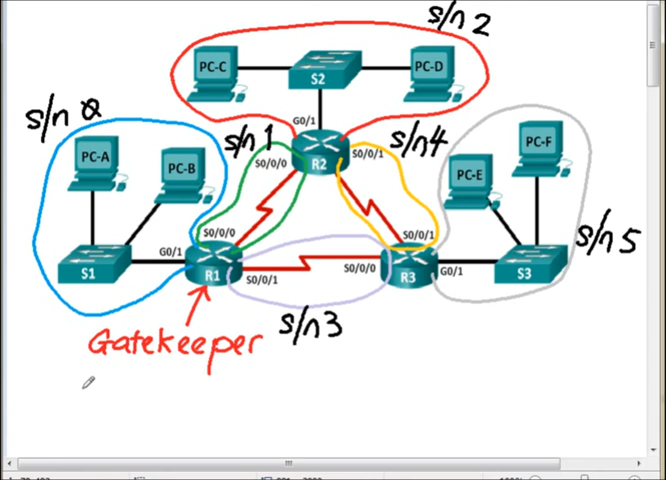 s/n 2
PC-C
S2
PC-D
G0/1
s/n 0
s/n 1
s/n4
PC-F
PC-A
PC-B
S0/0/0
R2
S0/0/1
PC-E
S0/0/0
S0/0/1
s/n 5
S1
G0/1
R1
S0/0/1
S0/0/0
R3
G0/1
S3
s/n 3
Gatekeeper